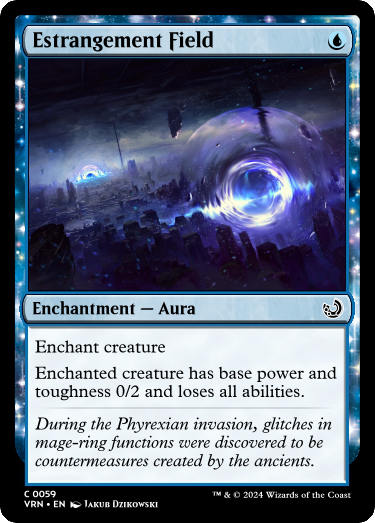 Estrangement Field
Enchantment — Aura
Enchant creature
Enchanted creature has base power and
toughness 0/2 and loses all abilities.
During the Phyrexian invasion, glitches in
mage-ring functions were discovered to be
countermeasures created by the ancients.
C 0059
VRN • EN Jakub Dzikowski
™ & © 2024 Wizards of the Coast